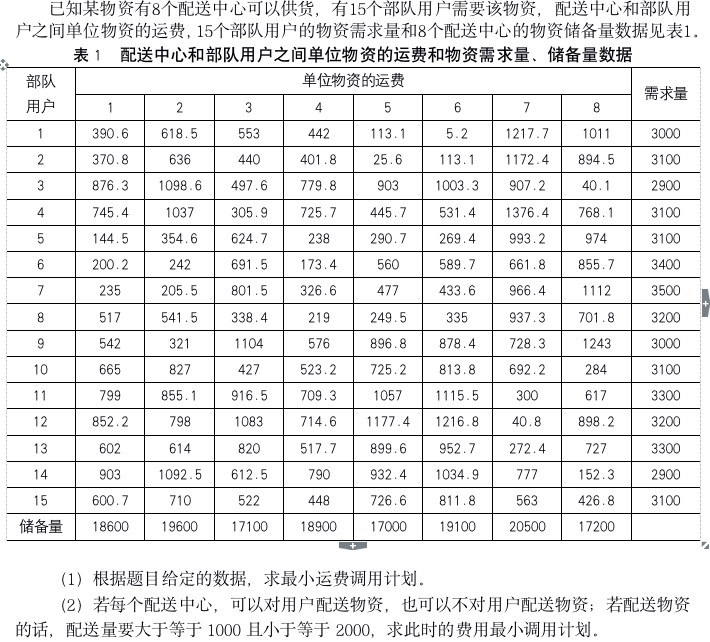 已知某物资有8个配送中心可以供货，有15个部队用户需要该物资，配送中心和部队用
户之间单位物资的运费，15个部队用户的物资需求量和8个配送中心的物资储备量数据见表1。
表 1 配送中心和部队用户之间单位物资的运费和物资需求量、储备量数据
部队用户 单位物资的运费 需求量
1 2 3 4 5 6 7 8
1 390.6 618.5 553 442 113.1 5.2 1217.7 1011 3000
2 370.8 636 440 401.8 25.6 113.1 1172.4 894.5 3100
3 876.3 1098.6 497.6 779.8 903 1003.3 907.2 40.1 2900
4 745.4 1037 305.9 725.7 445.7 531.4 1376.4 768.1 3100
5 144.5 354.6 624.7 238 290.7 269.4 993.2 974 3100
6 200.2 242 691.5 173.4 560 589.7 661.8 855.7 3400
7 235 205.5 801.5 326.6 477 433.6 966.4 1112 3500
8 517 541.5 338.4 219 249.5 335 937.3 701.8 3200
9 542 321 1104 576 896.8 878.4 728.3 1243 3000
10 665 827 427 523.2 725.2 813.8 692.2 284 3100
11 799 855.1 916.5 709.3 1057 1115.5 300 617 3300
12 852.2 798 1083 714.6 1177.4 1216.8 40.8 898.2 3200
13 602 614 820 517.7 899.6 952.7 272.4 727 3300
14 903 1092.5 612.5 790 932.4 1034.9 777 152.3 2900
15 600.7 710 522 448 726.6 811.8 563 426.8 3100
储备量 18600 19600 17100 18900 17000 19100 20500 17200
（1）根据题目给定的数据，求最小运费调用计划。
（2）若每个配送中心，可以对用户配送物资，也可以不对用户配送物资；若配送物资
的话，配送量要大于等于 1000 且小于等于 2000，求此时的费用最小调用计划。